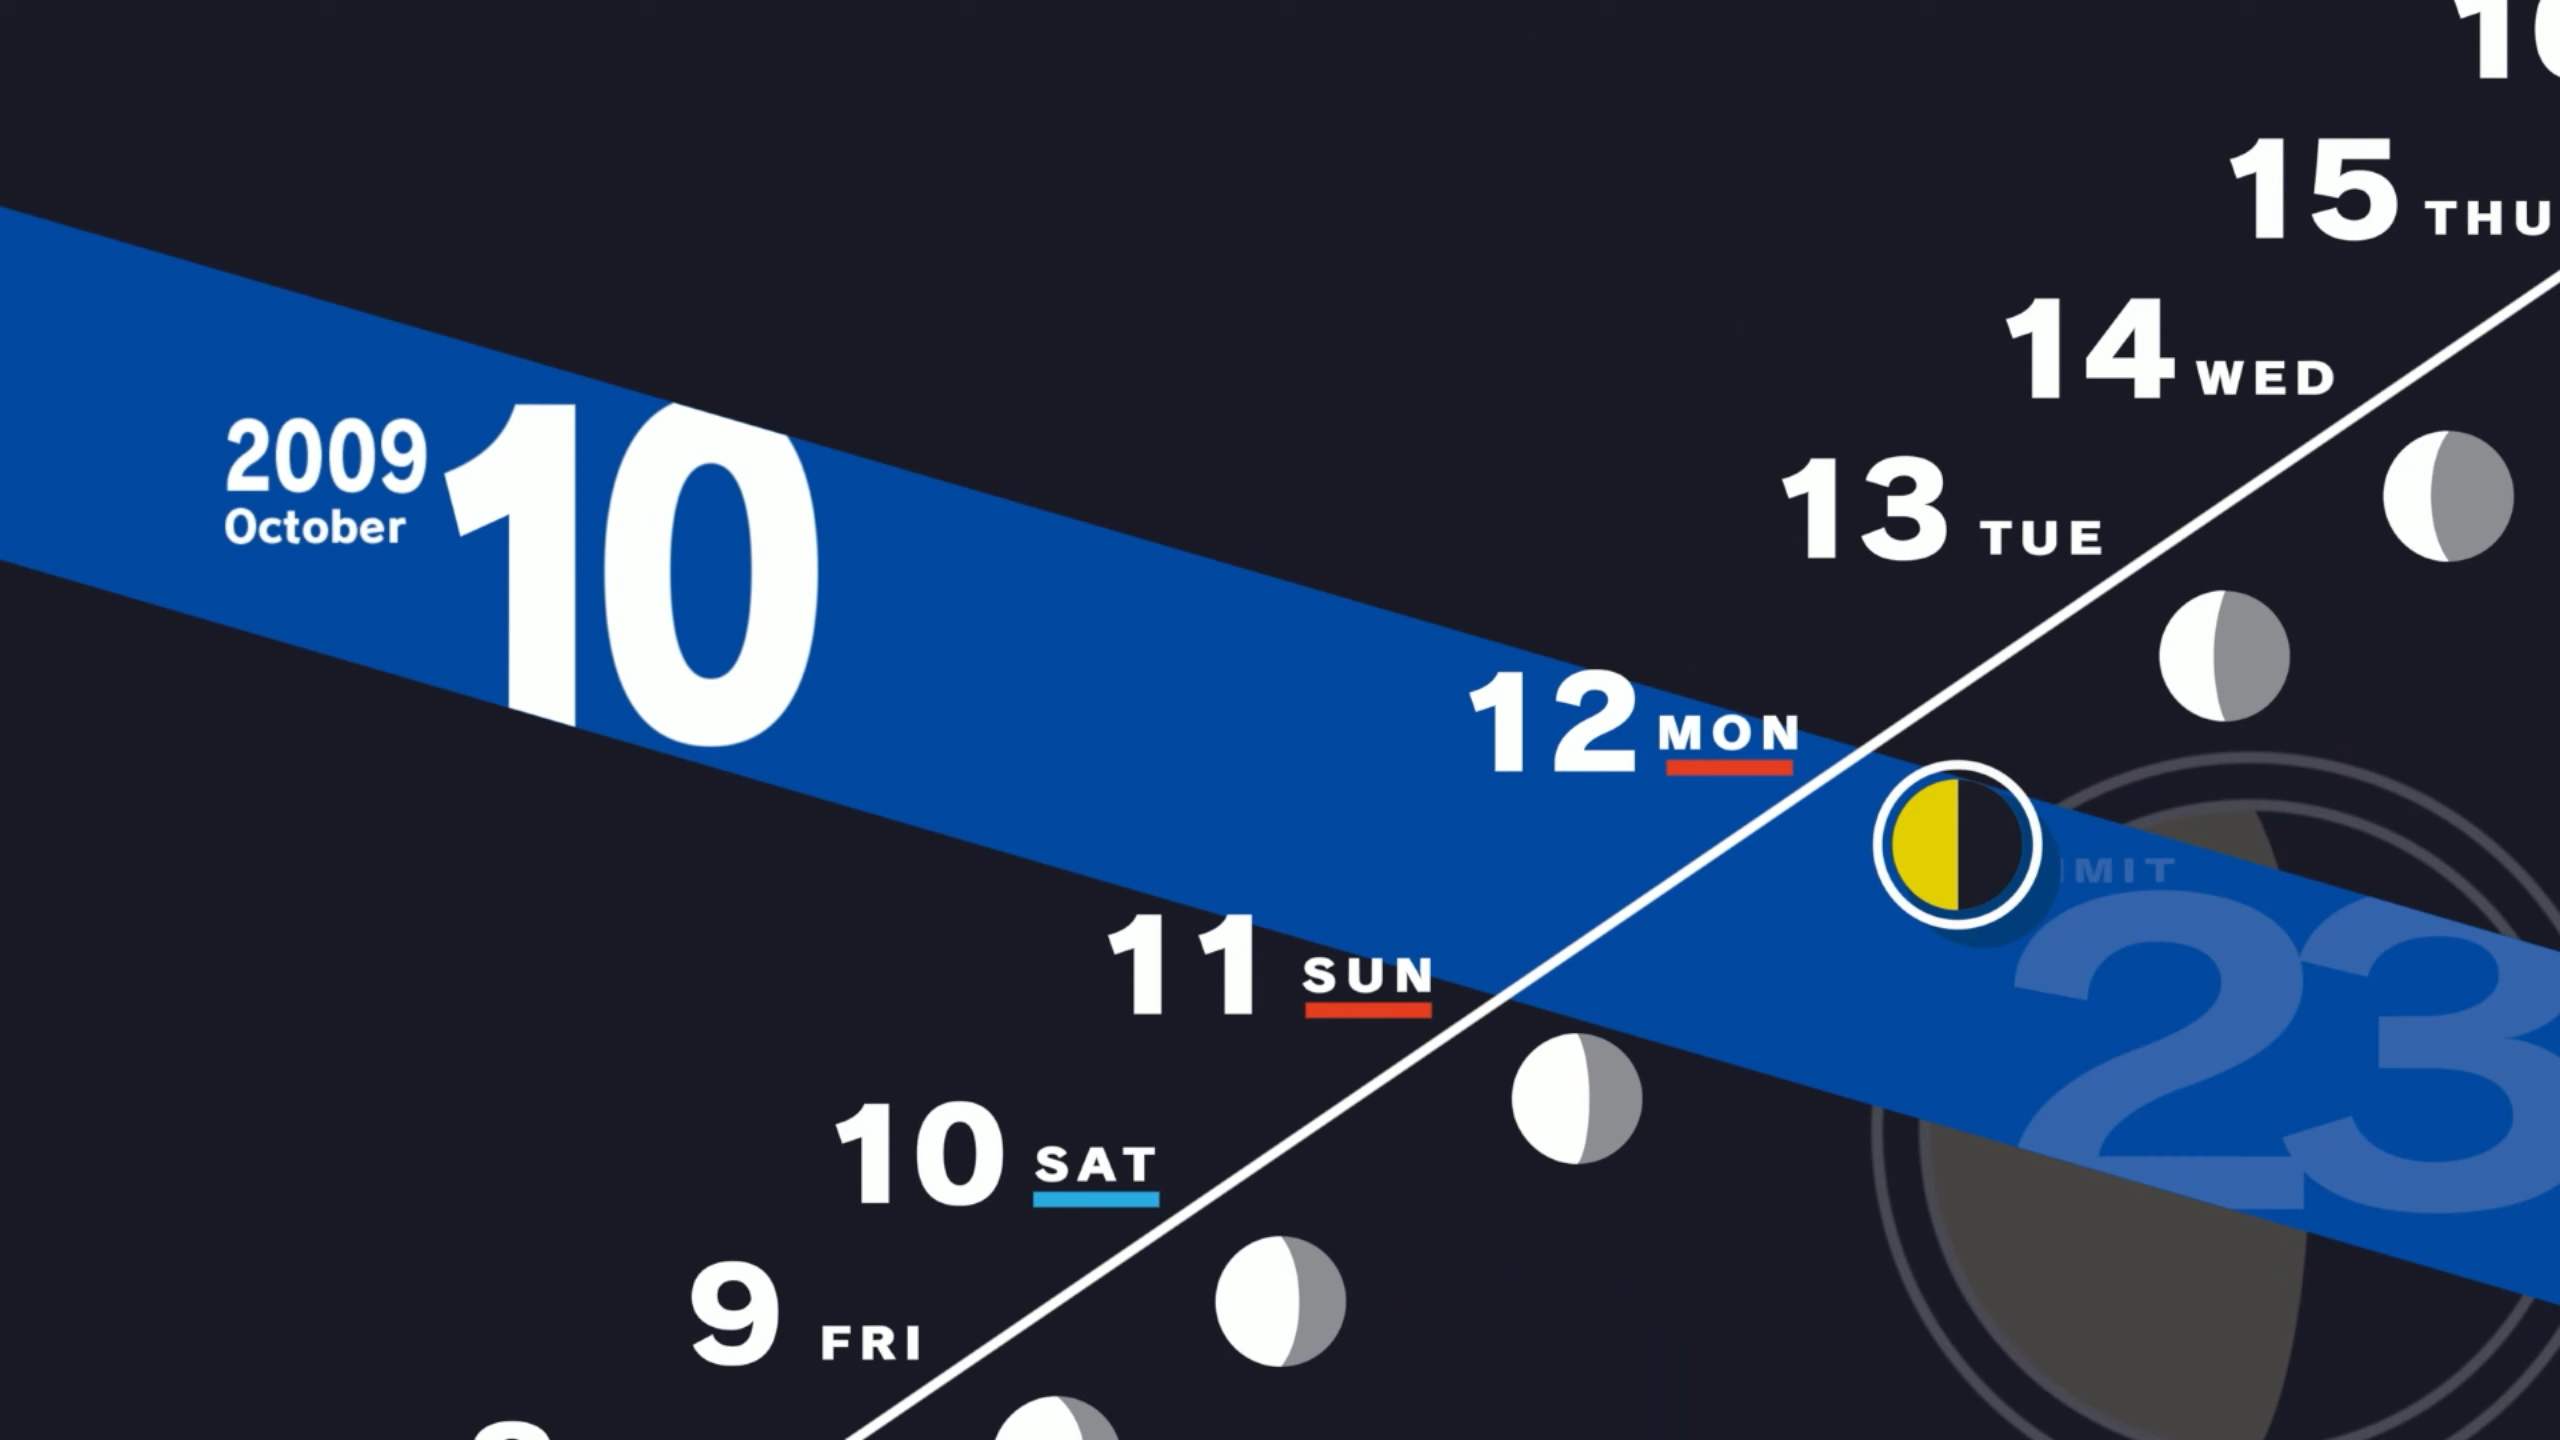 2009
October
10
15 THU
14 WED
13 TUE
12 MON
11 SUN
10 SAT
9 FRI
23